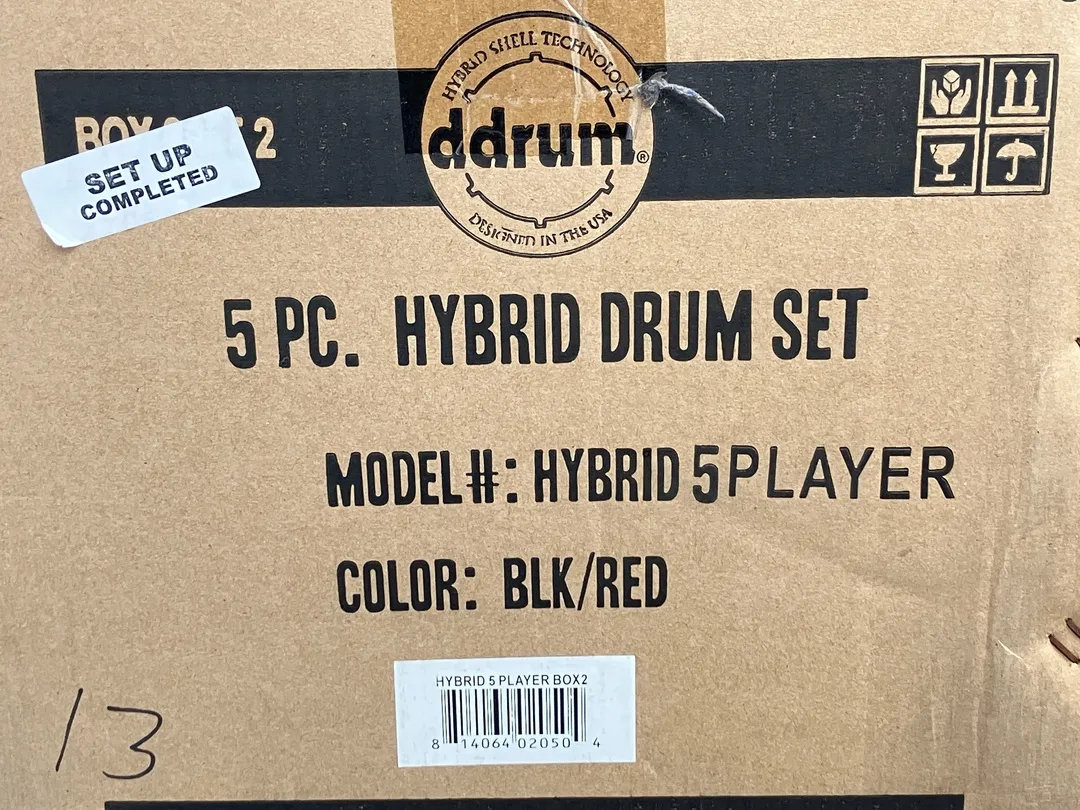 HYBRID SHELL TECHNOLOGY
ddrum®
DESIGNED IN THE USA
BOX 2
SET UP
COMPLETED
5 PC. HYBRID DRUM SET
MODEL #: HYBRID 5PLAYER
COLOR: BLK/RED
HYBRID 5 PLAYER BOX2
8 14064 02050 4
13